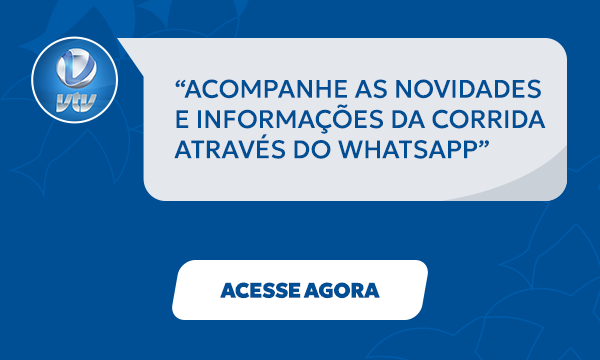 vtv
“ACOMPANHE AS NOVIDADES
E INFORMAÇÕES DA CORRIDA
ATRAVÉS DO WHATSAPP”
ACESSE AGORA